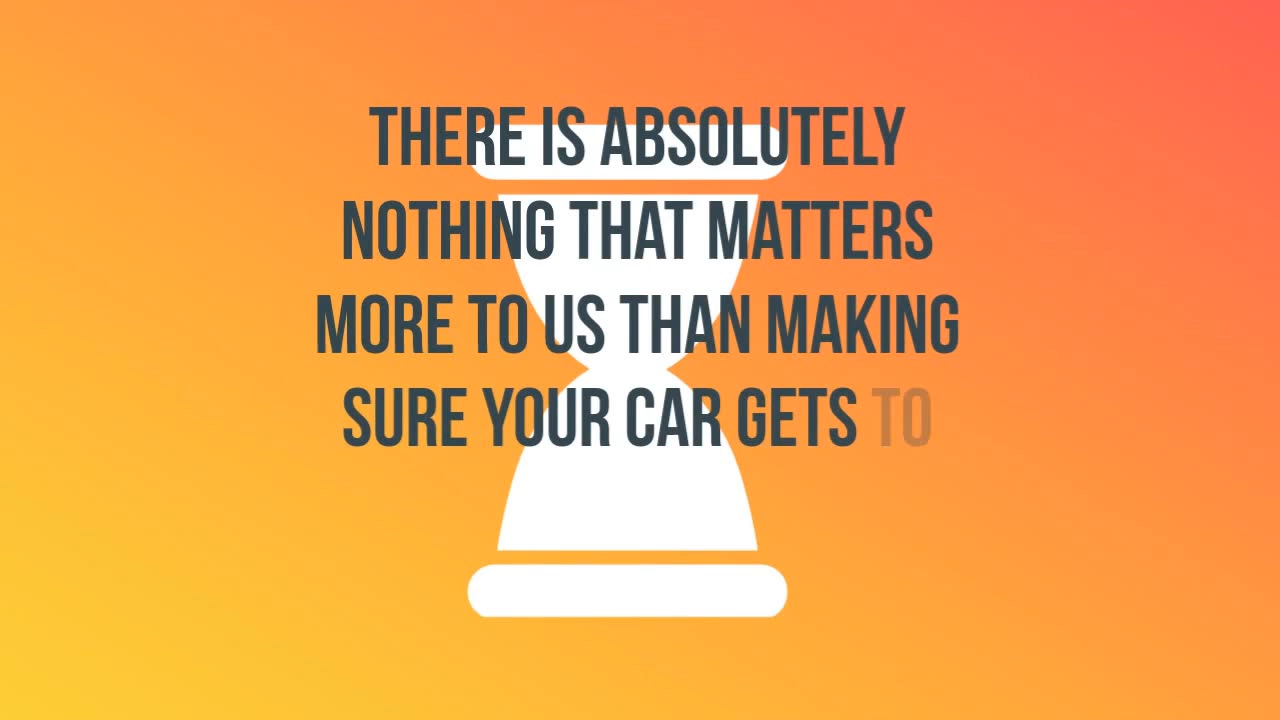 THERE IS ABSOLUTELY
NOTHING THAT MATTERS
MORE TO US THAN MAKING
SURE YOUR CAR GETS TO